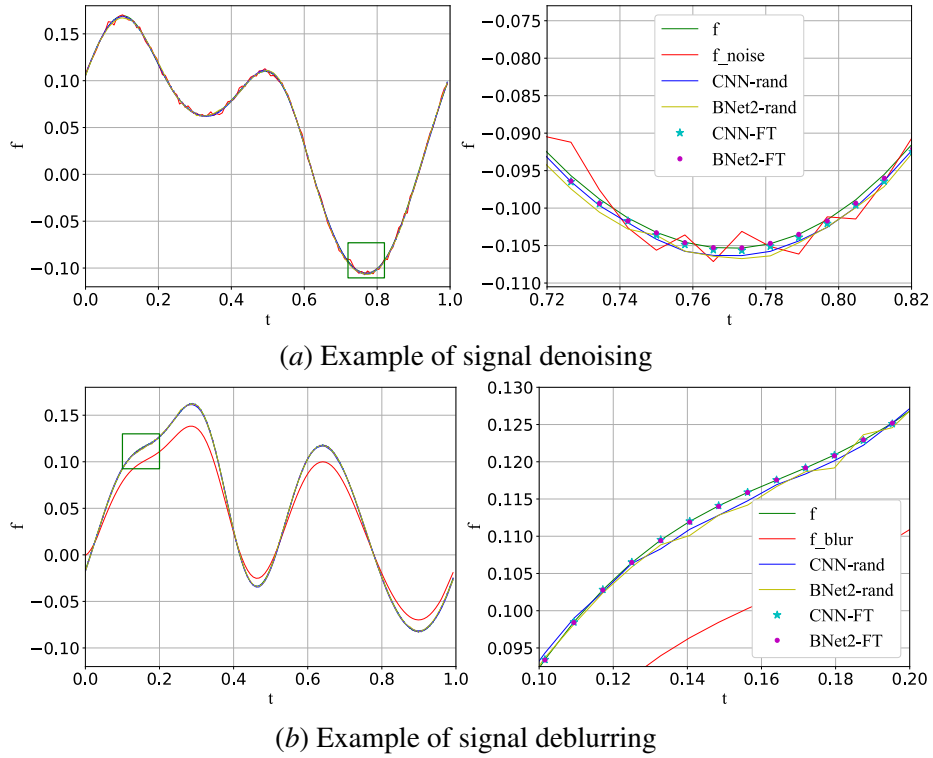 0.15
0.10
0.05
0.00
−0.05
−0.10
f
0.0 0.2 0.4 0.6 0.8 1.0
t
−0.075
−0.080
−0.085
−0.090
−0.095
−0.100
−0.105
−0.110
f
0.72 0.74 0.76 0.78 0.80 0.82
t
f
f_noise
CNN-rand
BNet2-rand
CNN-FT
BNet2-FT
(a) Example of signal denoising
0.15
0.10
0.05
0.00
−0.05
−0.10
f
0.0 0.2 0.4 0.6 0.8 1.0
t
0.130
0.125
0.120
0.115
0.110
0.105
0.100
0.095
f
0.10 0.12 0.14 0.16 0.18 0.20
t
f
f_blur
CNN-rand
BNet2-rand
CNN-FT
BNet2-FT
(b) Example of signal deblurring